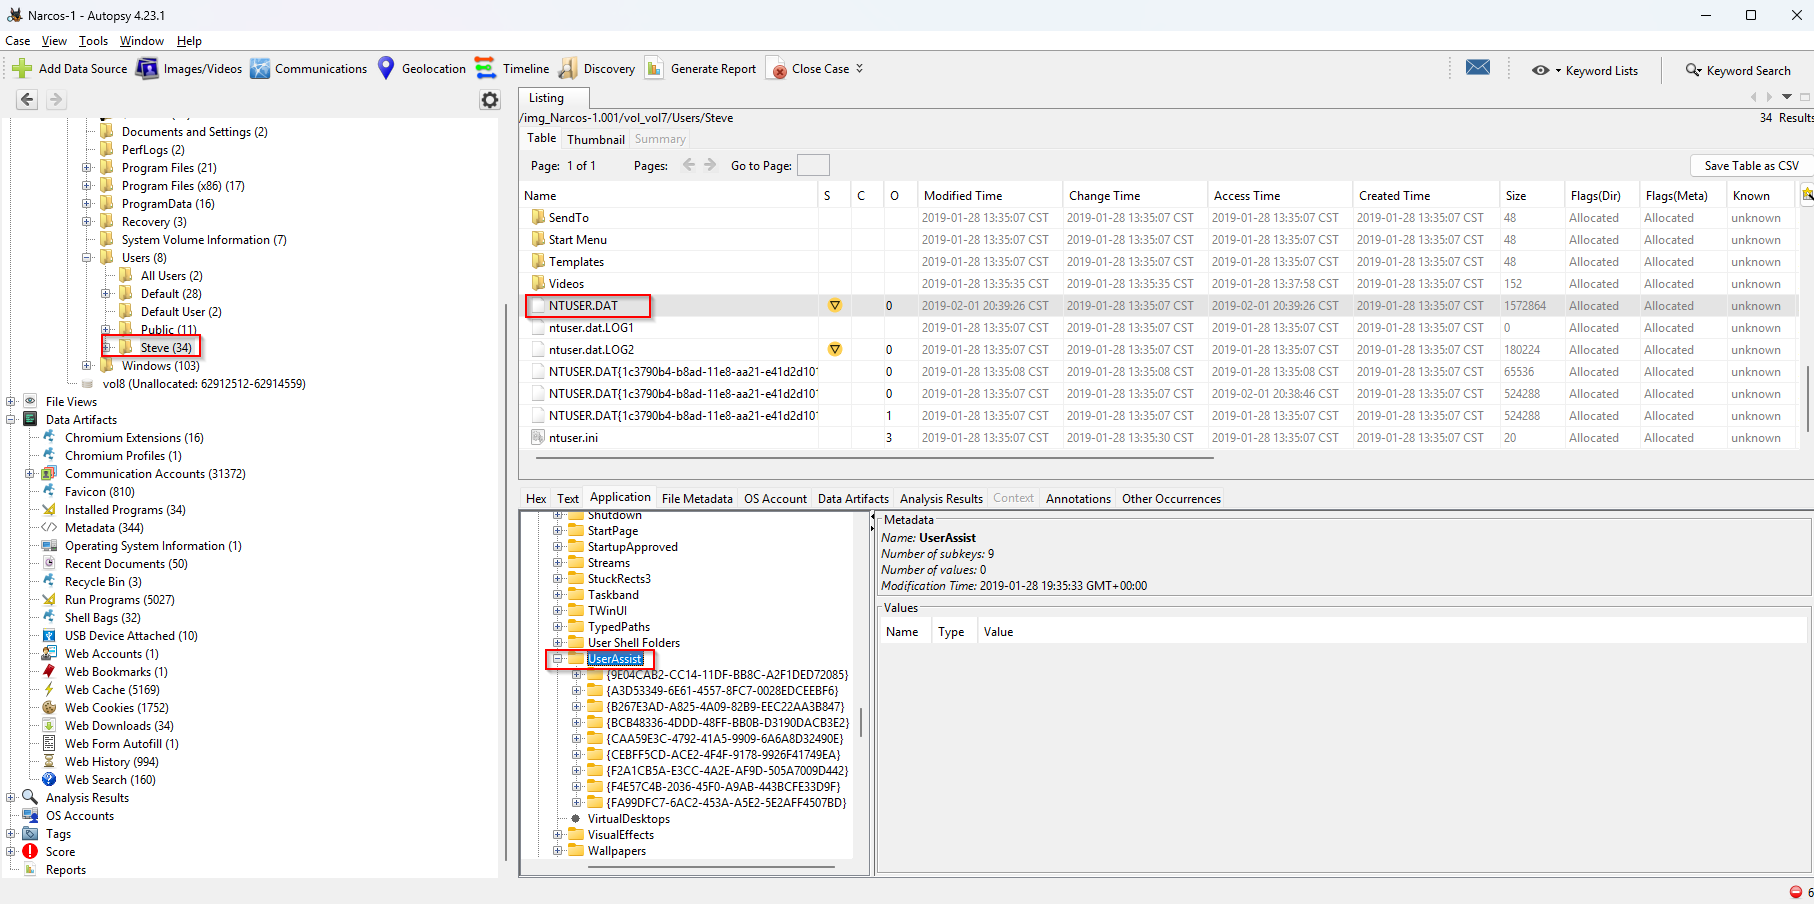 Narcos-1 - Autopsy 4.23.1
Case View Tools Window Help
Add Data Source Images/Videos Communications Geolocation Timeline Discovery Generate Report Close Case Keyword Lists Keyword Search
Documents and Settings (2)
PerfLogs (2)
Program Files (21)
Program Files (x86) (17)
ProgramData (16)
Recovery (3)
System Volume Information (7)
Users (8)
All Users (2)
Default (28)
Default User (2)
Public (11)
Steve (34)
Windows (103)
vol8 (Unallocated: 62912512-62914559)
File Views
Data Artifacts
Chromium Extensions (16)
Chromium Profiles (1)
Communication Accounts (31372)
Favicon (810)
Installed Programs (34)
Metadata (344)
Operating System Information (1)
Recent Documents (50)
Recycle Bin (3)
Run Programs (5027)
Shell Bags (32)
USB Device Attached (10)
Web Accounts (1)
Web Bookmarks (1)
Web Cache (5169)
Web Cookies (1752)
Web Downloads (34)
Web Form Autofill (1)
Web History (994)
Web Search (160)
Analysis Results
OS Accounts
Tags
Score
Reports
Listing
/img_Narcos-1.001/vol_vol7/Users/Steve
34 Results
Table Thumbnail Summary
Page: 1 of 1 Pages: Go to Page: Save Table as CSV
Name S C O Modified Time Change Time Access Time Created Time Size Flags(Dir) Flags(Meta) Known
SendTo 2019-01-28 13:35:07 CST 2019-01-28 13:35:07 CST 2019-01-28 13:35:07 CST 2019-01-28 13:35:07 CST 48 Allocated Allocated unknown
Start Menu 2019-01-28 13:35:07 CST 2019-01-28 13:35:07 CST 2019-01-28 13:35:07 CST 2019-01-28 13:35:07 CST 48 Allocated Allocated unknown
Templates 2019-01-28 13:35:07 CST 2019-01-28 13:35:07 CST 2019-01-28 13:35:07 CST 2019-01-28 13:35:07 CST 48 Allocated Allocated unknown
Videos 2019-01-28 13:35:35 CST 2019-01-28 13:35:35 CST 2019-01-28 13:37:58 CST 2019-01-28 13:35:07 CST 152 Allocated Allocated unknown
NTUSER.DAT 0 2019-02-01 20:39:26 CST 2019-01-28 13:35:07 CST 2019-02-01 20:39:26 CST 2019-01-28 13:35:07 CST 1572864 Allocated Allocated unknown
ntuser.dat.LOG1 2019-01-28 13:35:07 CST 2019-01-28 13:35:07 CST 2019-01-28 13:35:07 CST 2019-01-28 13:35:07 CST 0 Allocated Allocated unknown
ntuser.dat.LOG2 0 2019-01-28 13:35:07 CST 2019-01-28 13:35:07 CST 2019-01-28 13:35:07 CST 2019-01-28 13:35:07 CST 180224 Allocated Allocated unknown
NTUSER.DAT{1c3790b4-b8ad-11e8-aa21-e41d2d101 0 2019-01-28 13:35:08 CST 2019-01-28 13:35:08 CST 2019-01-28 13:35:08 CST 2019-01-28 13:35:07 CST 65536 Allocated Allocated unknown
NTUSER.DAT{1c3790b4-b8ad-11e8-aa21-e41d2d101 0 2019-01-28 13:35:07 CST 2019-01-28 13:35:07 CST 2019-02-01 20:38:46 CST 2019-01-28 13:35:07 CST 524288 Allocated Allocated unknown
NTUSER.DAT{1c3790b4-b8ad-11e8-aa21-e41d2d101 1 2019-01-28 13:35:07 CST 2019-01-28 13:35:07 CST 2019-01-28 13:35:07 CST 2019-01-28 13:35:07 CST 524288 Allocated Allocated unknown
ntuser.ini 3 2019-01-28 13:35:07 CST 2019-01-28 13:35:30 CST 2019-01-28 13:35:07 CST 2019-01-28 13:35:07 CST 20 Allocated Allocated unknown
Hex Text Application File Metadata OS Account Data Artifacts Analysis Results Context Annotations Other Occurrences
Shutdown
StartPage
StartupApproved
Streams
StuckRects3
Taskband
TWinUI
TypedPaths
User Shell Folders
UserAssist
{9E04CAB2-CC14-11DF-BB8C-A2F1DED72085}
{A3D53349-6E61-4557-8FC7-0028EDCEEBF6}
{B267E3AD-A825-4A09-82B9-EEC22AA3B847}
{BCB48336-4DDD-48FF-BB0B-D3190DACB3E2}
{CAA59E3C-4792-41A5-9909-6A6A8D32490E}
{CEBFF5CD-ACE2-4F4F-9178-9926F41749EA}
{F2A1CB5A-E3CC-4A2E-AF9D-505A7009D442}
{F4E57C4B-2036-45F0-A9AB-443BCFE33D9F}
{FA99DFC7-6AC2-453A-A5E2-5E2AFF4507BD}
VirtualDesktops
VisualEffects
Wallpapers
Metadata
Name: UserAssist
Number of subkeys: 9
Number of values: 0
Modification Time: 2019-01-28 19:35:33 GMT+00:00
Values
Name Type Value
6